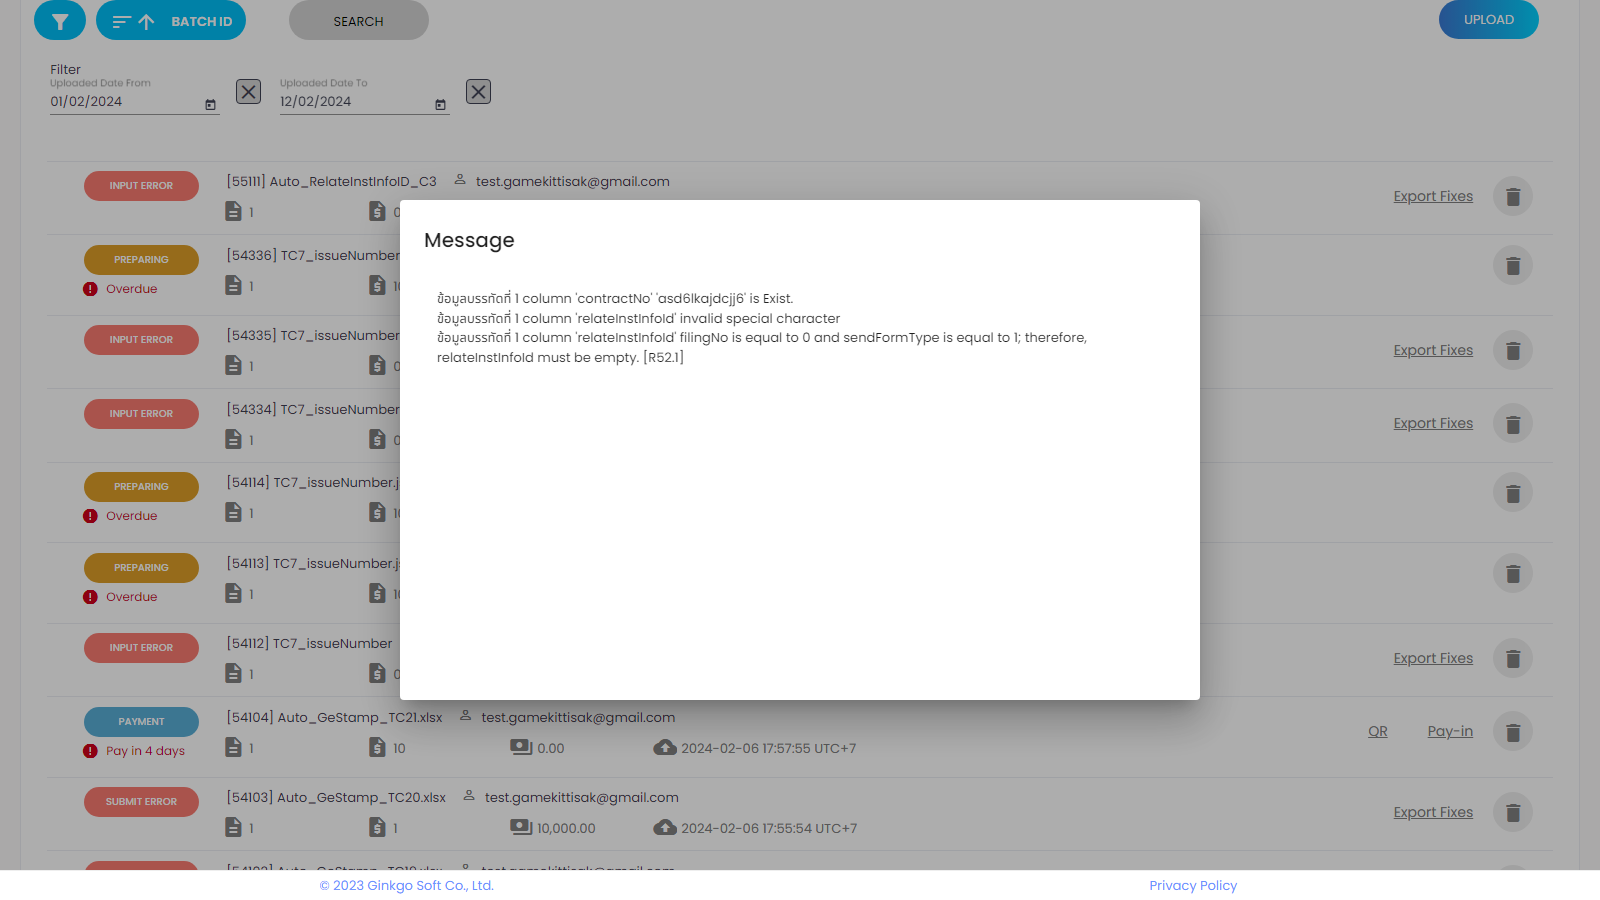 BATCH ID
SEARCH
UPLOAD
Filter
Uploaded Date From
01/02/2024
Uploaded Date To
12/02/2024
INPUT ERROR
[55111] Auto_RelateInstInfoID_C3
test.gamekittisak@gmail.com
1
0
Export Fixes
Message
ข้อมูลบรรทัดที่ 1 column 'contractNo' 'asd6lkajdcjj6' is Exist.
ข้อมูลบรรทัดที่ 1 column 'relateInstInfoId' invalid special character
ข้อมูลบรรทัดที่ 1 column 'relateInstInfoId' filingNo is equal to 0 and sendFormType is equal to 1; therefore,
relateInstInfoId must be empty. [R52.1]
PREPARING
[54336] TC7_issueNumber
Overdue
1
INPUT ERROR
[54335] TC7_issueNumber
1
0
Export Fixes
INPUT ERROR
[54334] TC7_issueNumber
1
0
Export Fixes
PREPARING
[54114] TC7_issueNumber.j
Overdue
1
PREPARING
[54113] TC7_issueNumber.j
Overdue
1
INPUT ERROR
[54112] TC7_issueNumber
1
0
Export Fixes
PAYMENT
[54104] Auto_GeStamp_TC21.xlsx
test.gamekittisak@gmail.com
Pay in 4 days
1
10
0.00
2024-02-06 17:57:55 UTC+7
QR
Pay-in
SUBMIT ERROR
[54103] Auto_GeStamp_TC20.xlsx
test.gamekittisak@gmail.com
1
1
10,000.00
2024-02-06 17:55:54 UTC+7
Export Fixes
© 2023 Ginkgo Soft Co., Ltd.
Privacy Policy